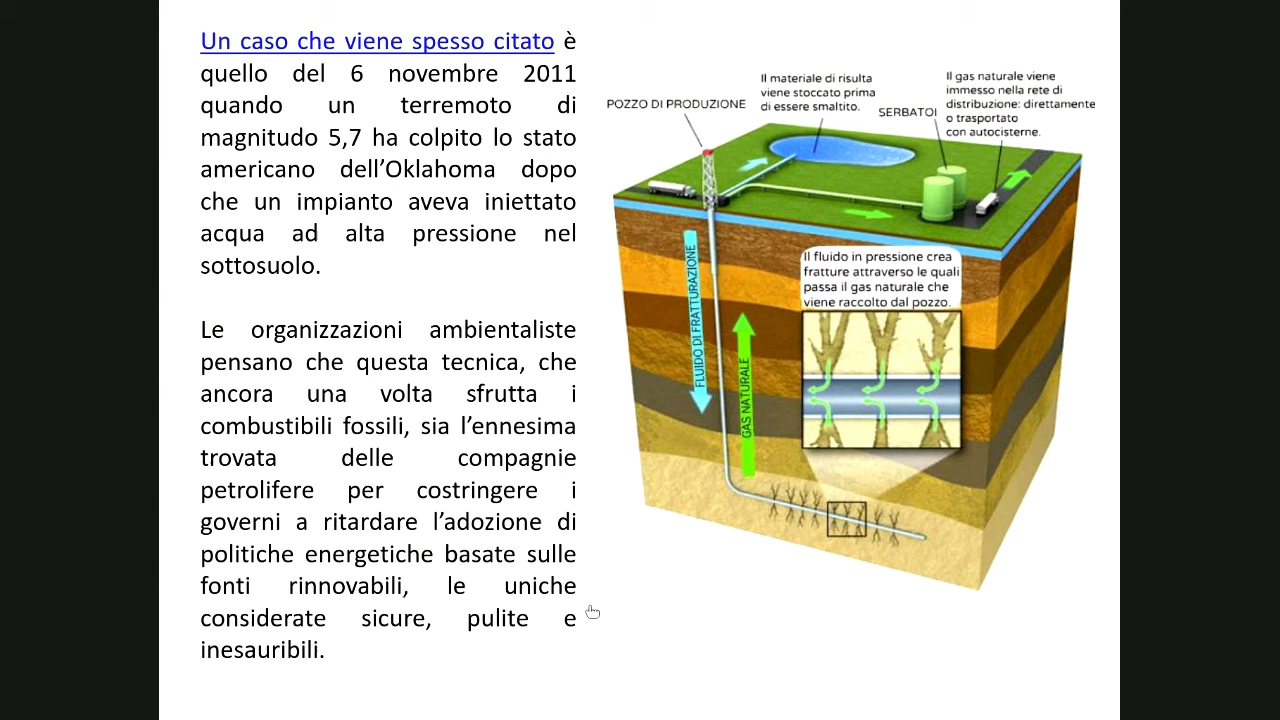 Un caso che viene spesso citato è
quello del 6 novembre 2011
quando un terremoto di
magnitudo 5,7 ha colpito lo stato
americano dell'Oklahoma dopo
che un impianto aveva iniettato
acqua ad alta pressione nel
sottosuolo.
Le organizzazioni ambientaliste
pensano che questa tecnica, che
ancora una volta sfrutta i
combustibili fossili, sia l'ennesima
trovata delle compagnie
petrolifere per costringere i
governi a ritardare l'adozione di
politiche energetiche basate sulle
fonti rinnovabili, le uniche
considerate sicure, pulite e
inesauribili.
POZZO DI PRODUZIONE
Il materiale di risulta
viene stoccato prima
di essere smaltito.
SERBATOI
Il gas naturale viene
immesso nella rete di
distribuzione: direttamente
o trasportato
con autocisterne.
FLUIDO DI FRATTURAZIONE
GAS NATURALE
Il fluido in pressione crea
fratture attraverso le quali
passa il gas naturale che
viene raccolto dal pozzo.